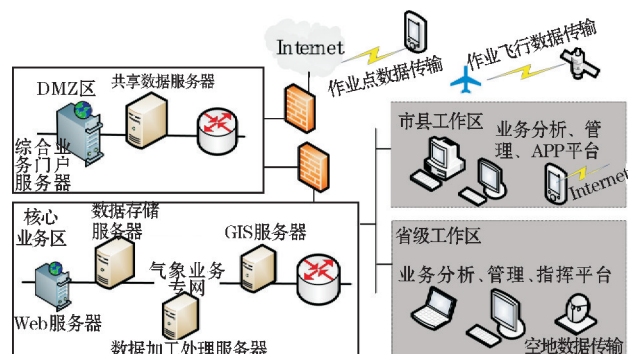 Internet
作业点数据传输
作业飞行数据传输
DMZ区
共享数据服务器
综合业
务门户
服务器
市县工作区
业务分析、管
理、APP平台
Internet
核心
业务区
数据存储
服务器
GIS服务器
气象业务
专网
Web服务器
数据加工处理服务器
省级工作区
业务分析、管理、指挥平台
空地数据传输